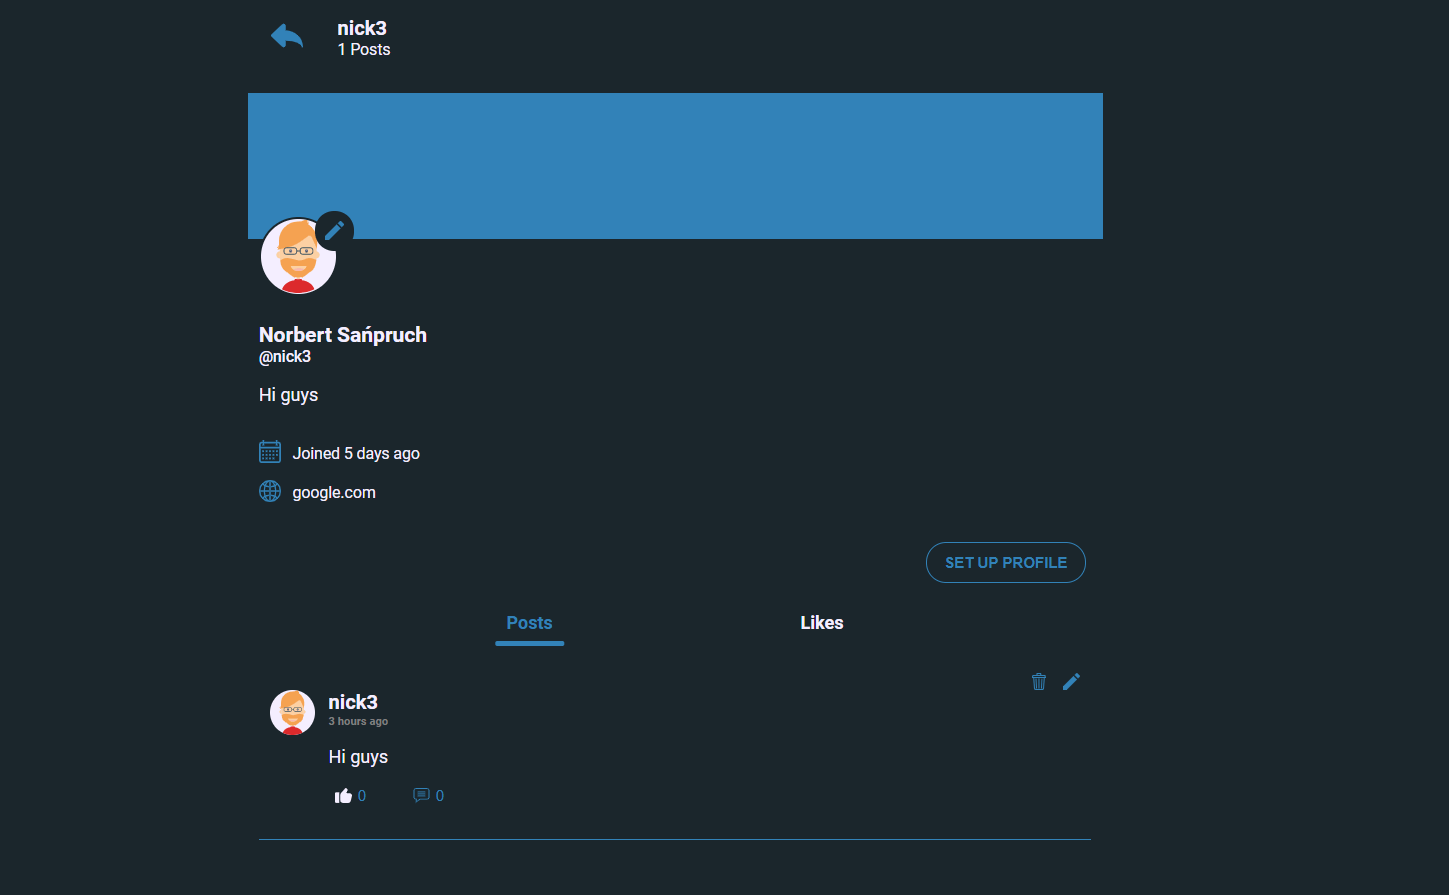 nick3
1 Posts
Norbert Sańpruch
@nick3
Hi guys
Joined 5 days ago
google.com
SET UP PROFILE
Posts Likes
nick3
3 hours ago
Hi guys
0 0